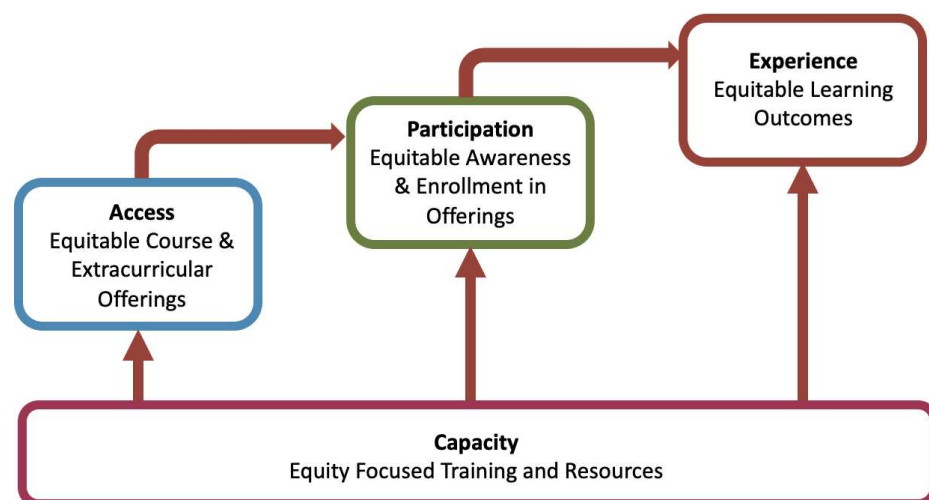 Experience
Equitable Learning
Outcomes
Participation
Equitable Awareness
& Enrollment in
Offerings
Access
Equitable Course &
Extracurricular
Offerings
Capacity
Equity Focused Training and Resources